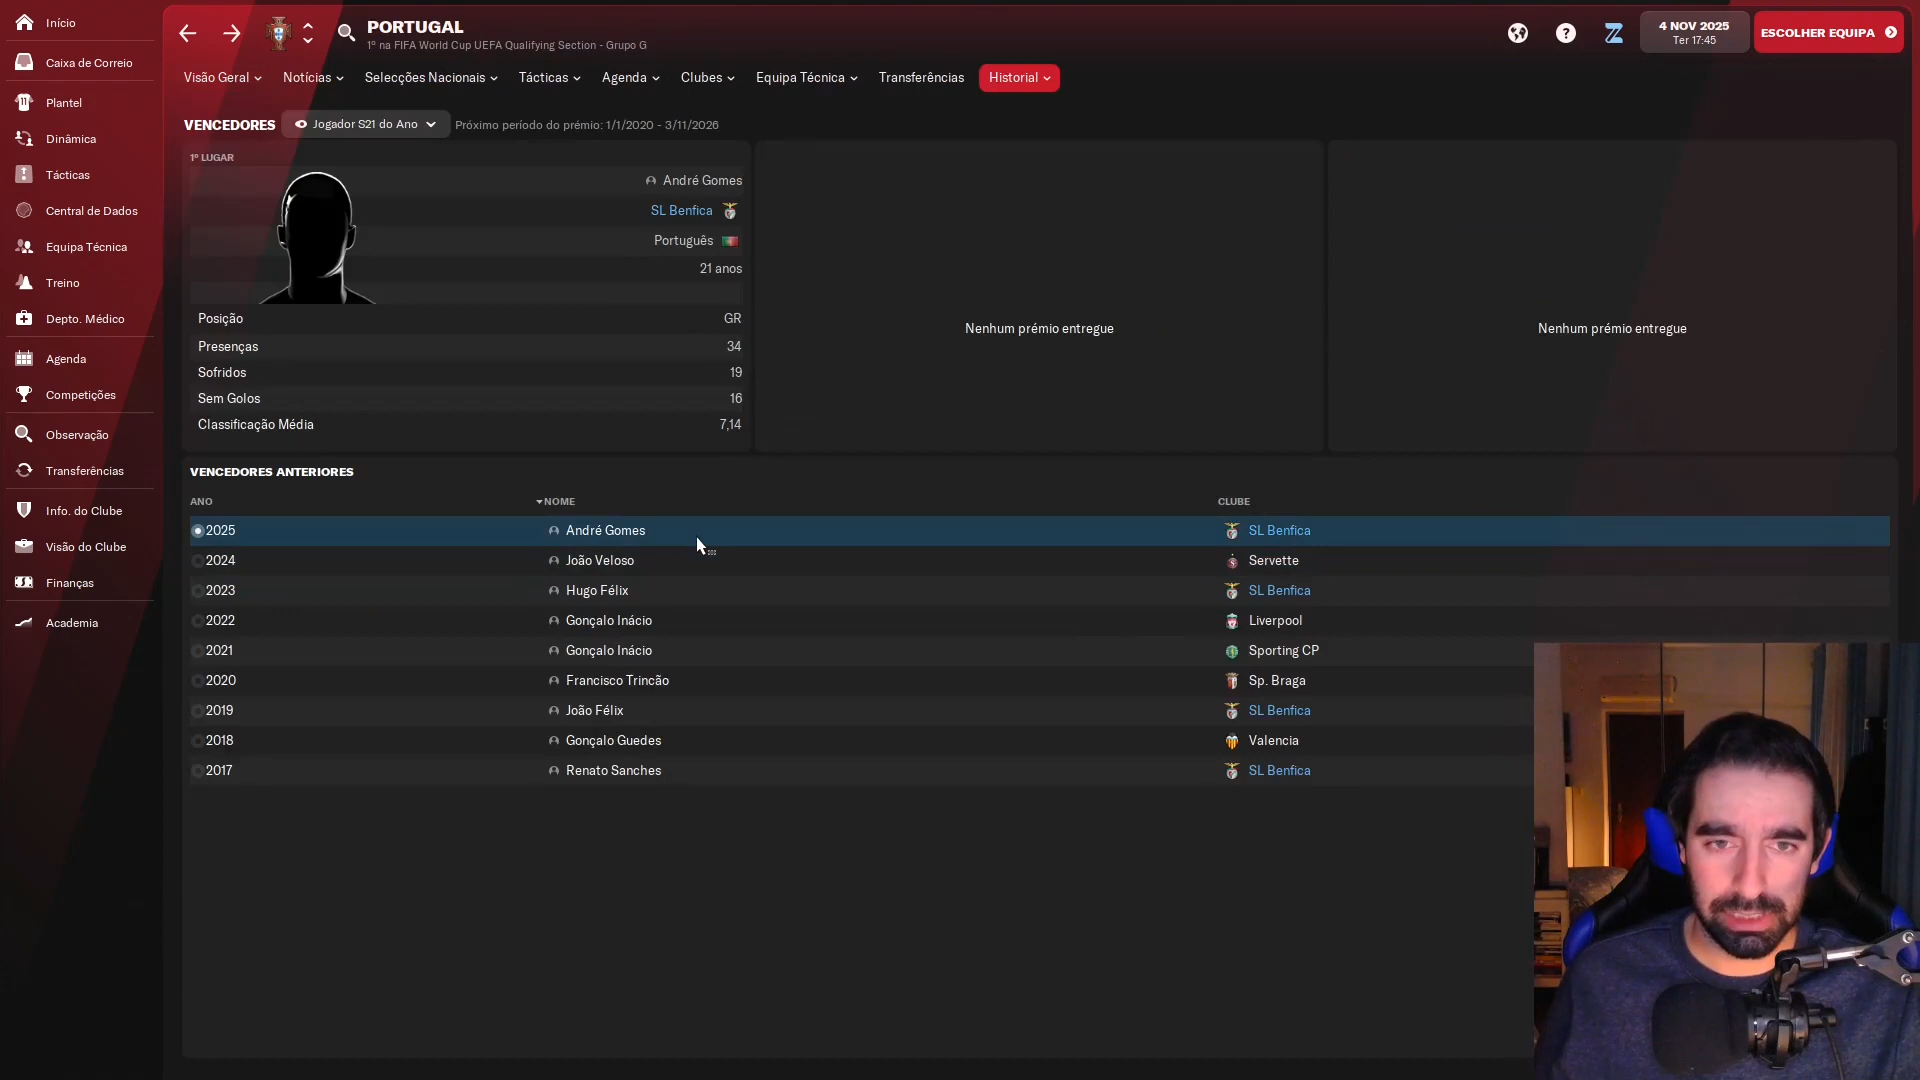 Início
Caixa de Correio
Plantel
Dinâmica
Tácticas
Central de Dados
Equipa Técnica
Treino
Depto. Médico
Agenda
Competições
Observação
Transferências
Info. do Clube
Visão do Clube
Finanças
Academia
PORTUGAL
1º na FIFA World Cup UEFA Qualifying Section - Grupo G
4 NOV 2025
Ter 17:45
ESCOLHER EQUIPA
Visão Geral Notícias Selecções Nacionais Tácticas Agenda Clubes Equipa Técnica Transferências Historial
VENCEDORES Jogador S21 do Ano Próximo período do prémio: 1/1/2020 - 3/11/2026
1º LUGAR
André Gomes
SL Benfica
Português
21 anos
Posição GR
Presenças 34
Sofridos 19
Sem Golos 16
Classificação Média 7,14
Nenhum prémio entregue
Nenhum prémio entregue
VENCEDORES ANTERIORES
ANO NOME CLUBE
2025 André Gomes SL Benfica
2024 João Veloso Servette
2023 Hugo Félix SL Benfica
2022 Gonçalo Inácio Liverpool
2021 Gonçalo Inácio Sporting CP
2020 Francisco Trincão Sp. Braga
2019 João Félix SL Benfica
2018 Gonçalo Guedes Valencia
2017 Renato Sanches SL Benfica